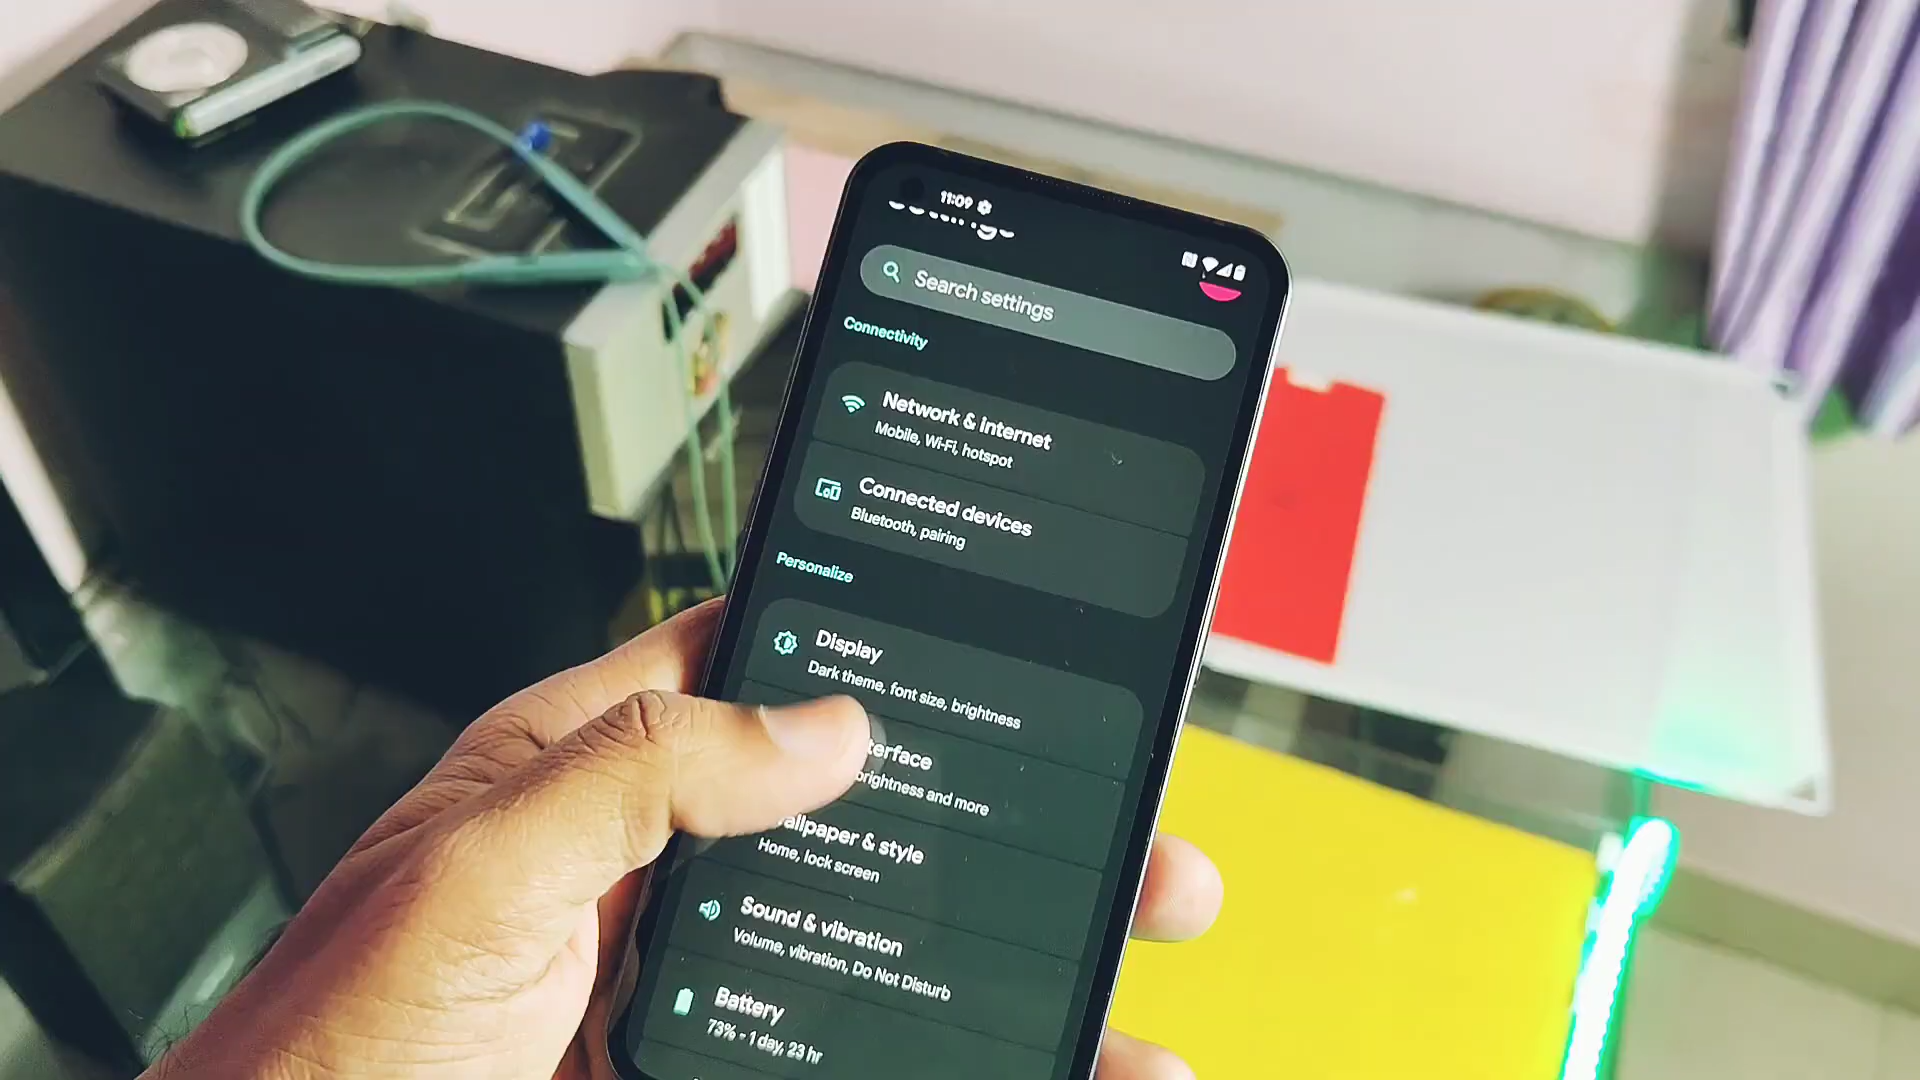 11:09
Settings
Search settings
Connectivity
Network & internet
Mobile, Wi-Fi, hotspot
Connected devices
Bluetooth, pairing
Personalize
Display
Dark theme, font size, brightness
terface
brightness and more
allpaper & style
Home, lock screen
Sound & vibration
Volume, vibration, Do Not Disturb
Battery
73% - 1 day, 23 hr